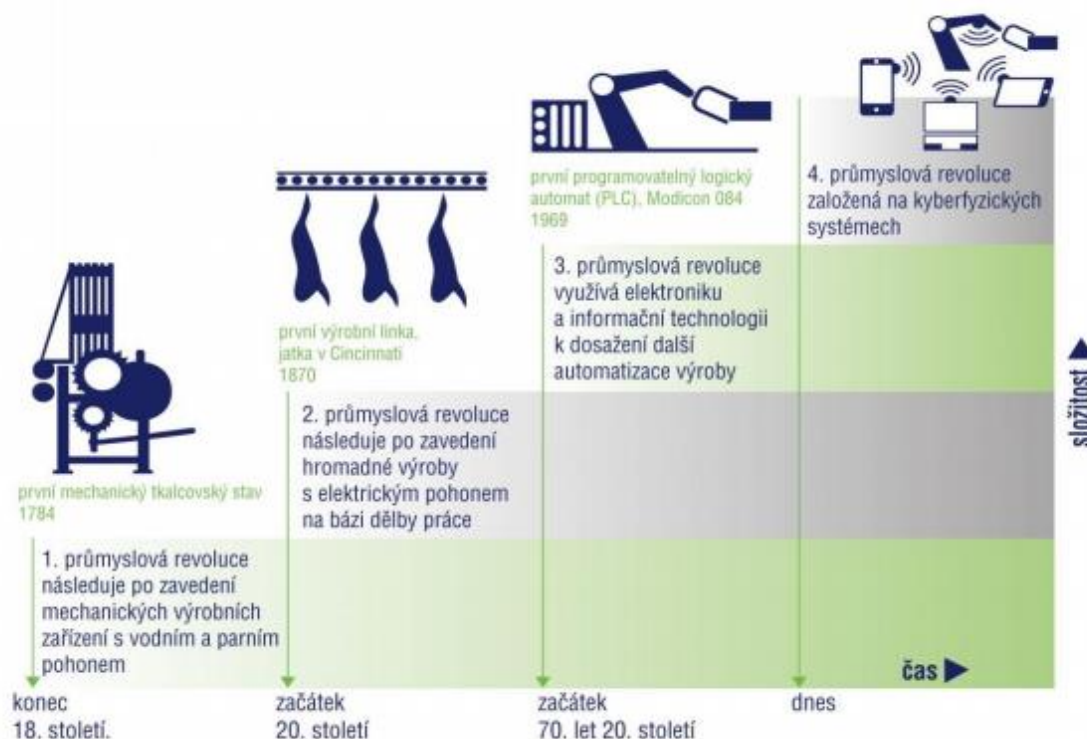 první programovatelný logický
automat (PLC), Modicon 084
1969
4. průmyslová revoluce
založená na kyberfyzických
systémech
3. průmyslová revoluce
využívá elektroniku
a informační technologii
k dosažení další
automatizace výroby
první výrobní linka,
jatka v Cincinnati
1870
2. průmyslová revoluce
následuje po zavedení
hromadné výroby
s elektrickým pohonem
na bázi dělby práce
první mechanický tkalcovský stav
1784
1. průmyslová revoluce
následuje po zavedení
mechanických výrobních
zařízení s vodním a parním
pohonem
složitost
čas
konec
18. století.
začátek
20. století
začátek
70. let 20. století
dnes